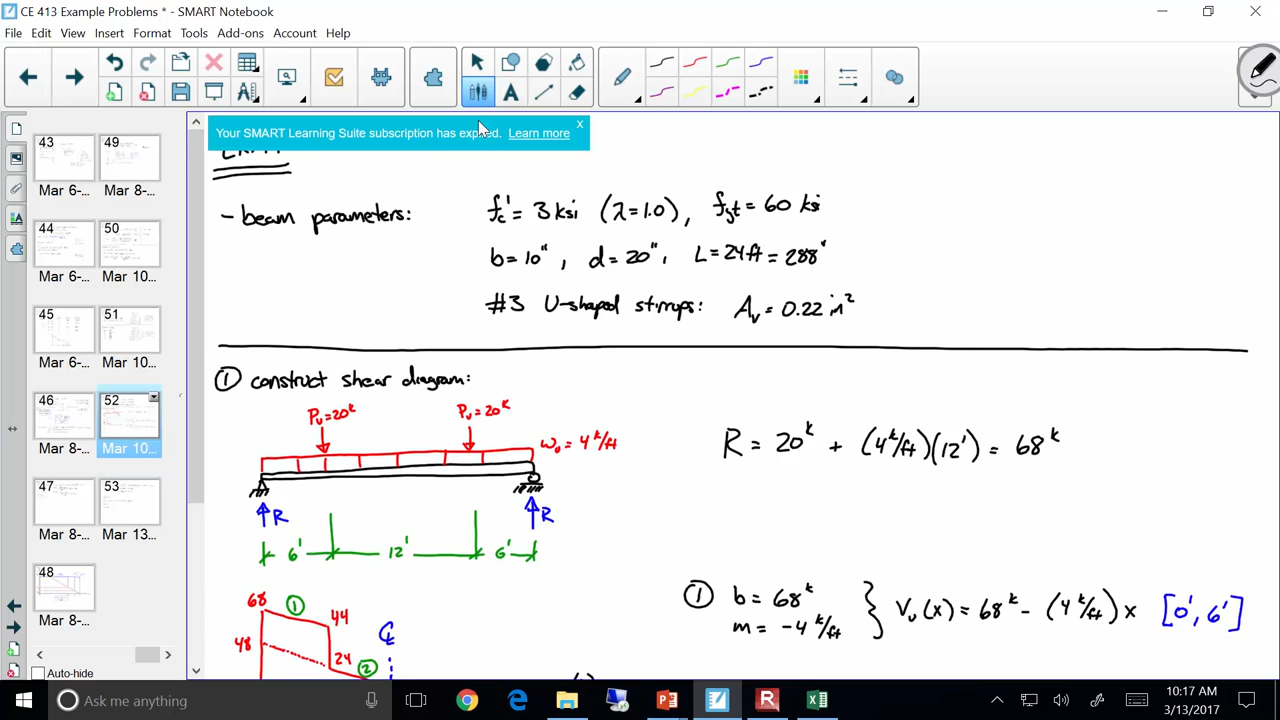 CE 413 Example Problems * - SMART Notebook
File Edit View Insert Format Tools Add-ons Account Help
Your SMART Learning Suite subscription has expired. Learn more x
43 49
Mar 6-... Mar 8-...
44 50
Mar 6-... Mar 10...
45 51
Mar 6-... Mar 10...
46 52
Mar 8-... Mar 10...
47 53
Mar 8-... Mar 13...
48
Mar 8-...
Auto-hide
- beam parameters: fc' = 3 ksi (λ=1.0), fyt = 60 ksi
b = 10", d = 20", L = 24ft = 288"
#3 U-shaped stirrups: Av = 0.22 in²
① construct shear diagram:
Pu = 20k Pu = 20k
ω₀ = 4 k/ft
R = 20k + (4 k/ft)(12') = 68k
R R
6' 12' 6'
68 ① 44
48 24 ②
℄
① b = 68k
m = -4 k/ft } Vu(x) = 68k - (4 k/ft) x [0', 6']
Ask me anything
10:17 AM
3/13/2017